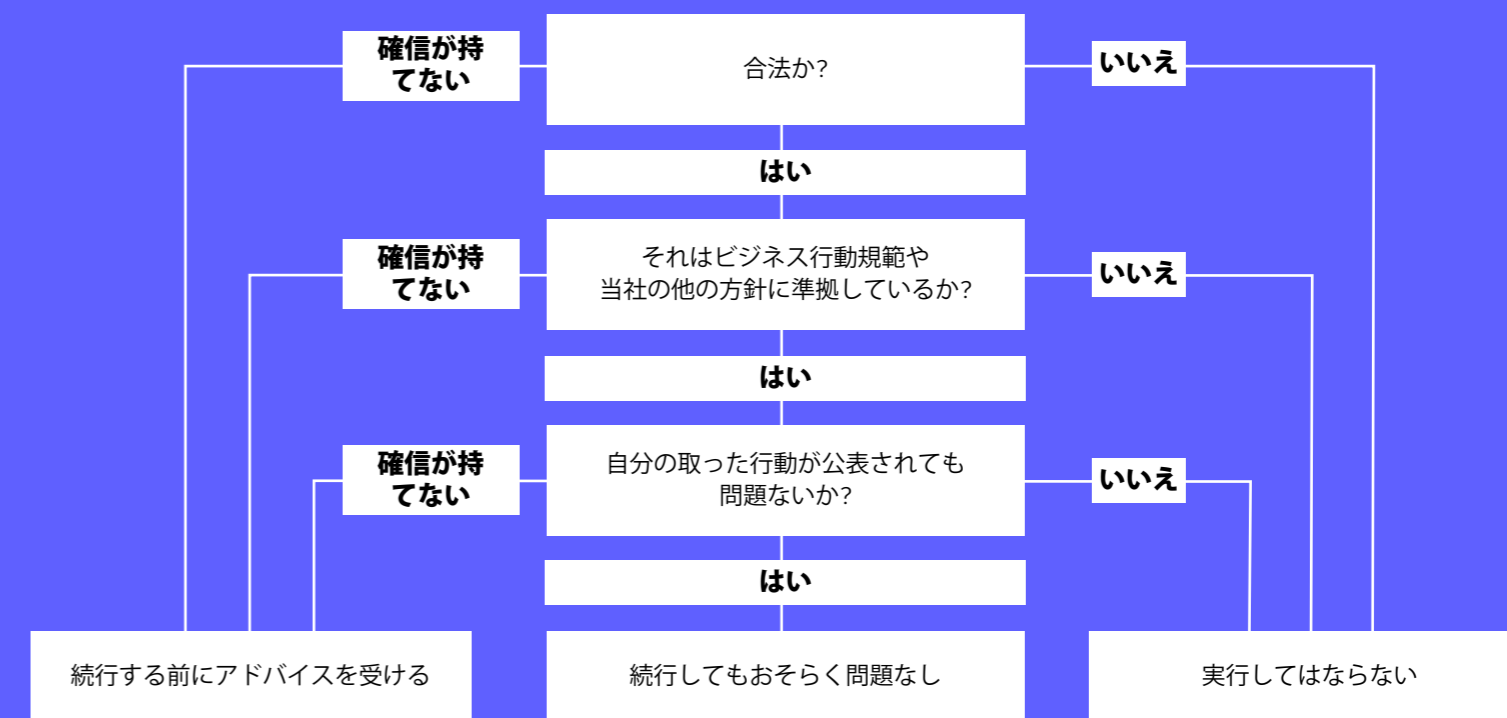 確信が持
てない
合法か?
いいえ
はい
確信が持
てない
それはビジネス行動規範や
当社の他の方針に準拠しているか?
いいえ
はい
確信が持
てない
自分の取った行動が公表されても
問題ないか?
いいえ
はい
続行する前にアドバイスを受ける
続行してもおそらく問題なし
実行してはならない